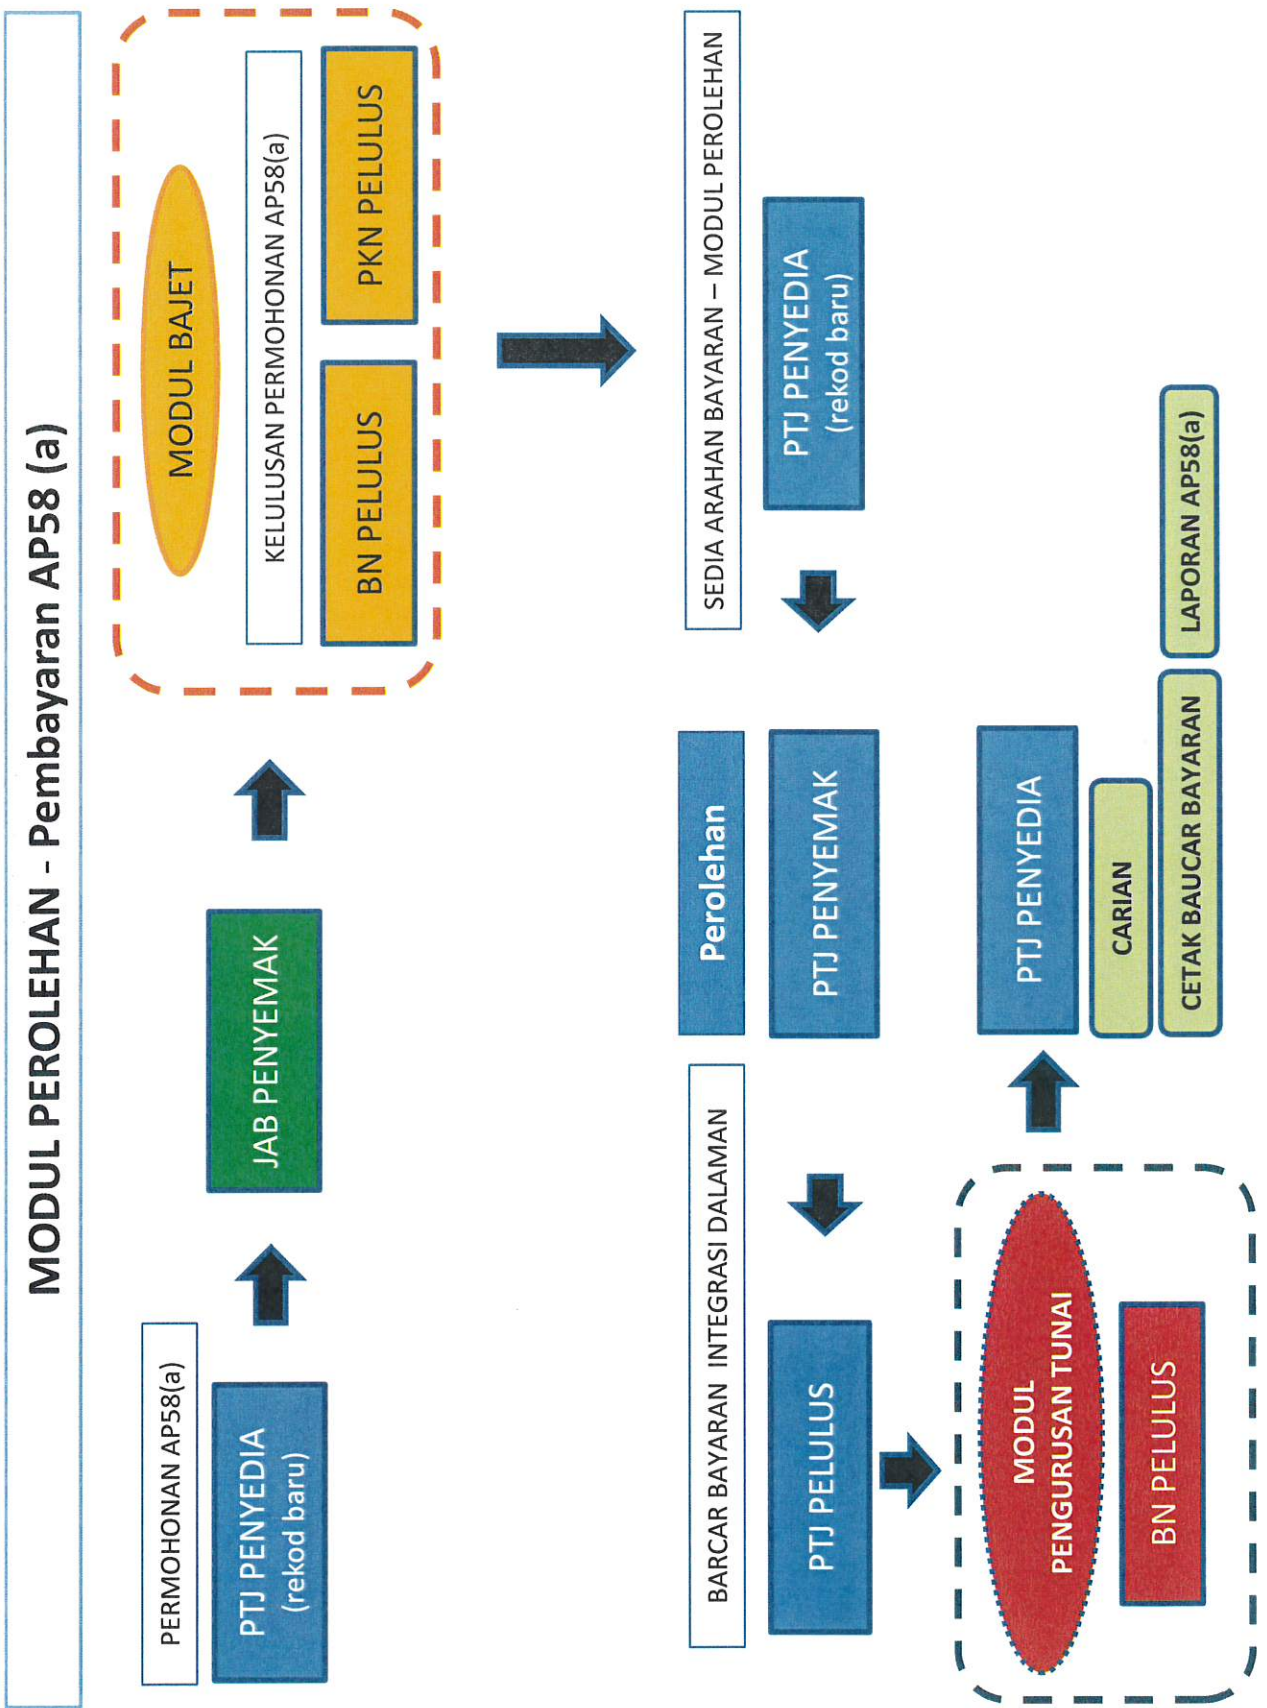 MODUL PEROLEHAN - Pembayaran AP58 (a)
PERMOHONAN AP58(a)
PTJ PENYEDIA
(rekod baru)
JAB PENYEMAK
MODUL BAJET
KELULUSAN PERMOHONAN AP58(a)
BN PELULUS
PKN PELULUS
SEDIA ARAHAN BAYARAN – MODUL PEROLEHAN
PTJ PENYEDIA
(rekod baru)
Perolehan
PTJ PENYEMAK
BARCAR BAYARAN INTEGRASI DALAMAN
PTJ PELULUS
MODUL
PENGURUSAN TUNAI
BN PELULUS
PTJ PENYEDIA
CARIAN
CETAK BAUCAR BAYARAN
LAPORAN AP58(a)